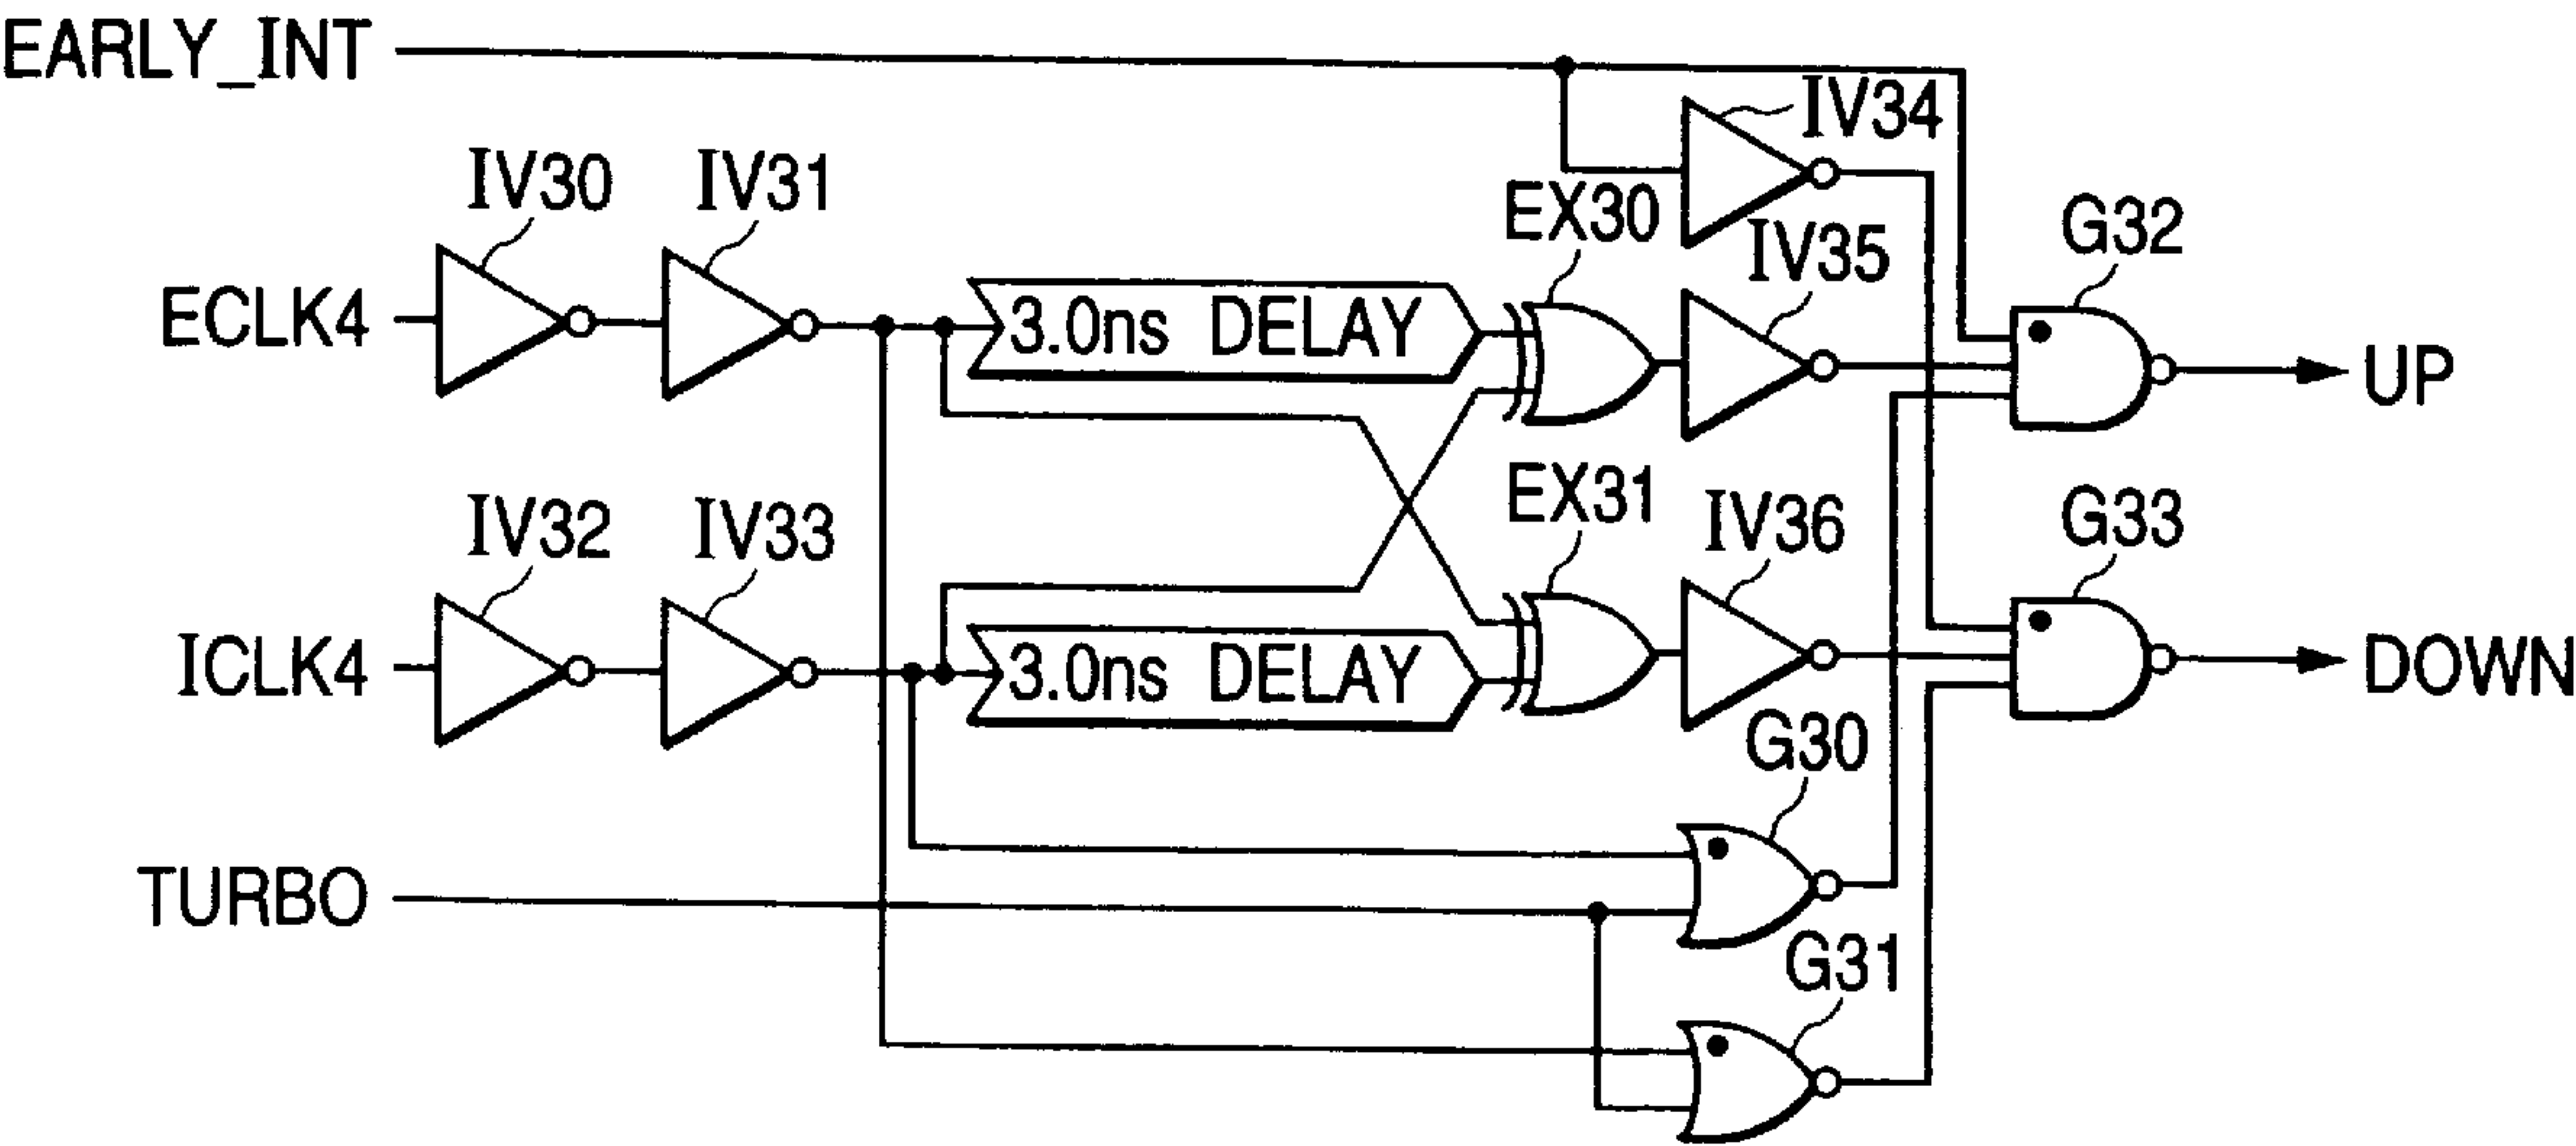 EARLY_INT
IV34
IV30
IV31
EX30
G32
IV35
ECLK4
3.0ns DELAY
UP
IV32
IV33
EX31
IV36
G33
ICLK4
3.0ns DELAY
DOWN
G30
TURBO
G31